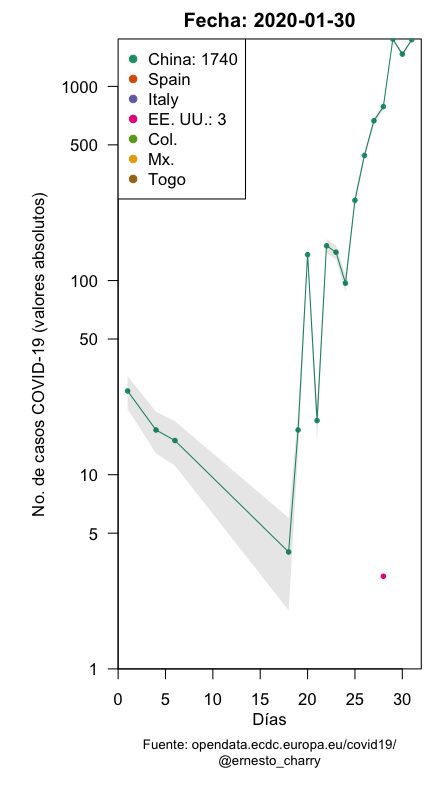 Fecha: 2020-01-30
China: 1740
Spain
Italy
EE. UU.: 3
Col.
Mx.
Togo
No. de casos COVID-19 (valores absolutos)
1000
500
100
50
10
5
1
0 5 10 15 20 25 30
Días
Fuente: opendata.ecdc.europa.eu/covid19/
@ernesto_charry